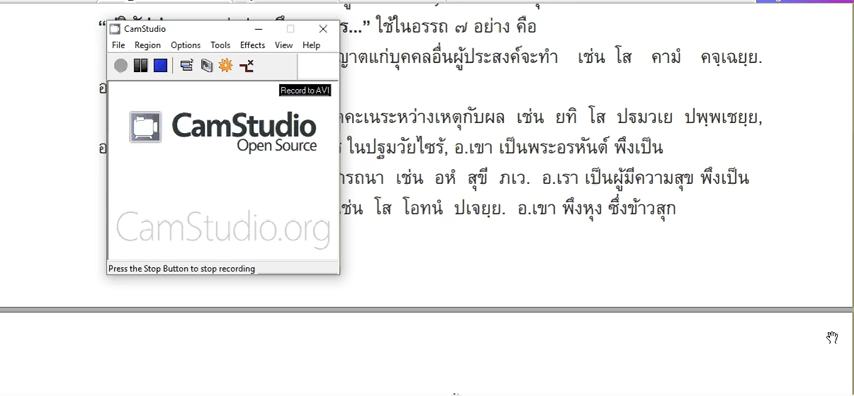 ใช้ในอรรถ ๗ อย่าง คือ
CamStudio
File Region Options Tools Effects View Help
ญาตแก่บุคคลอื่นผู้ประสงค์จะทำ เช่น โส คามํ คจฺเฉยฺย.
อ
Record to AVI
คะเนระหว่างเหตุกับผล เช่น ยทิ โส ปฐมวเย ปพฺพเชยฺย,
CamStudio
Open Source
อ ในปฐมวัยไซร้, อ.เขา เป็นพระอรหันต์ พึงเป็น
ารถนา เช่น อหํ สุขี ภเว. อ.เรา เป็นผู้มีความสุข พึงเป็น
เช่น โส โอทนํ ปเจยฺย. อ.เขา พึงหุง ซึ่งข้าวสุก
CamStudio.org
Press the Stop Button to stop recording